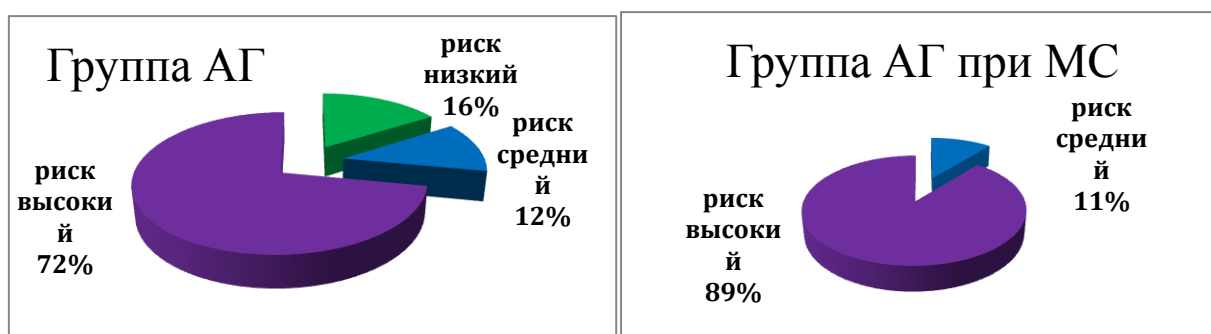 Группа АГ
риск
низкий
16%
риск
средни
й
12%
риск
высоки
й
72%
Группа АГ при МС
риск
средни
й
11%
риск
высоки
й
89%